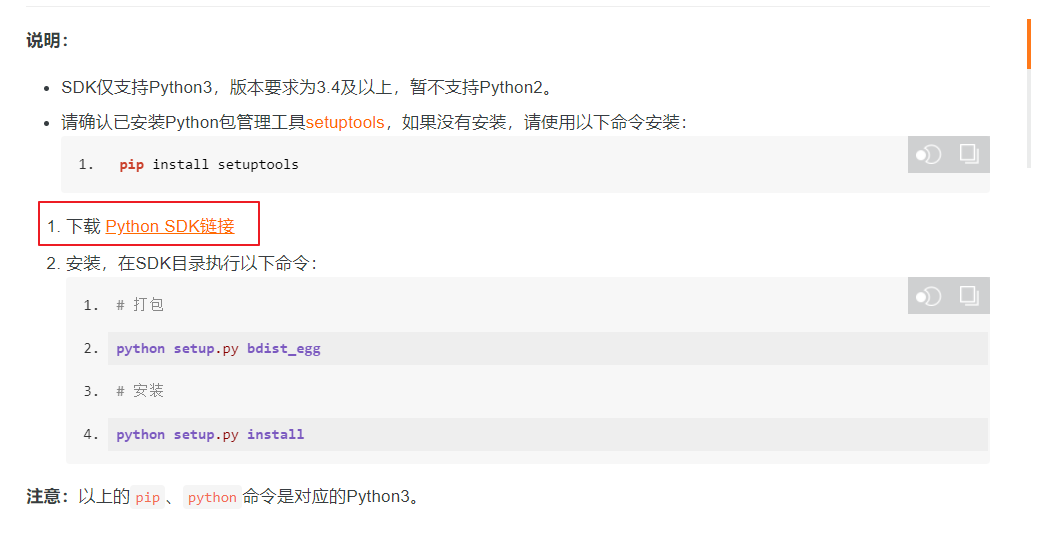 说明：
SDK仅支持Python3，版本要求为3.4及以上，暂不支持Python2。
请确认已安装Python包管理工具setuptools，如果没有安装，请使用以下命令安装：
1. pip install setuptools
1. 下载 Python SDK链接
2. 安装，在SDK目录执行以下命令：
1. # 打包
2. python setup.py bdist_egg
3. # 安装
4. python setup.py install
注意：以上的 pip 、 python 命令是对应的Python3。